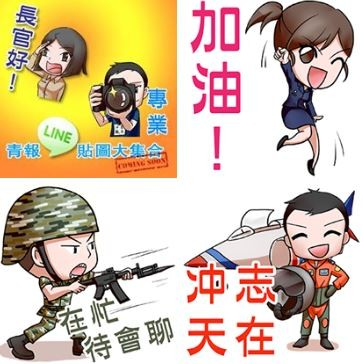 長官好！
專業
LINE
青報 貼圖大集合
COMING SOON
加油！
在忙
待會聊
志在
沖天